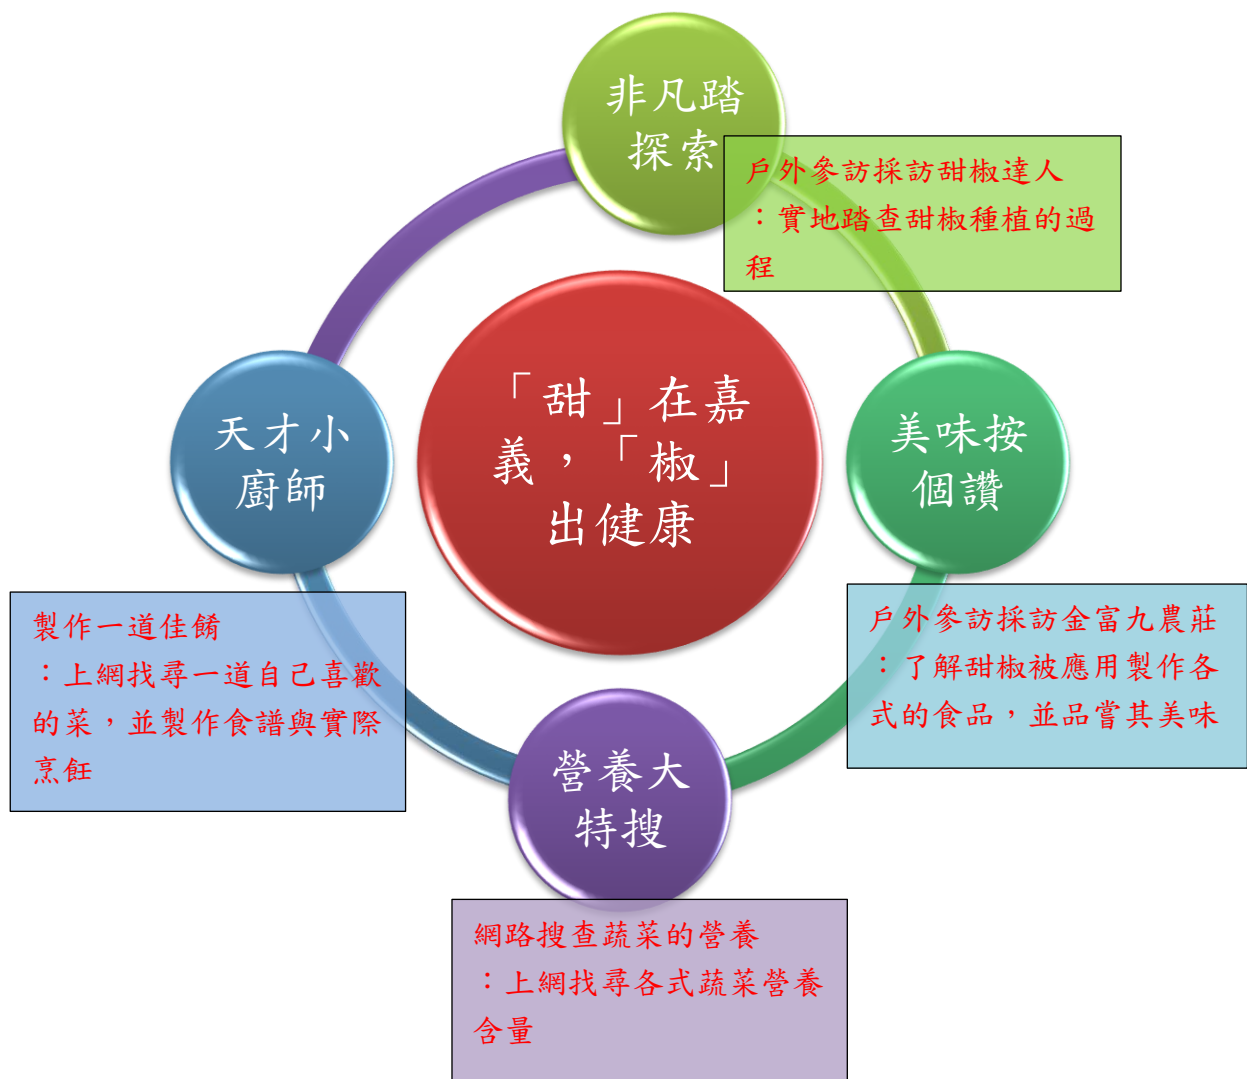 非凡踏
探索
戶外參訪採訪甜椒達人
：實地踏查甜椒種植的過
程
「甜」在嘉
義，「椒」
出健康
天才小
廚師
美味按
個讚
製作一道佳餚
：上網找尋一道自己喜歡
的菜，並製作食譜與實際
烹飪
戶外參訪採訪金富九農莊
：了解甜椒被應用製作各
式的食品，並品嘗其美味
營養大
特搜
網路搜查蔬菜的營養
：上網找尋各式蔬菜營養
含量